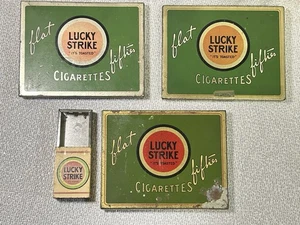 flat
LUCKY
STRIKE
"IT'S TOASTED"
CIGARETTES
fifties
flat
LUCKY
STRIKE
"IT'S TOASTED"
CIGARETTES
fifties
LUCKY
STRIKE
flat
LUCKY
STRIKE
"IT'S TOASTED"
CIGARETTES
fifties